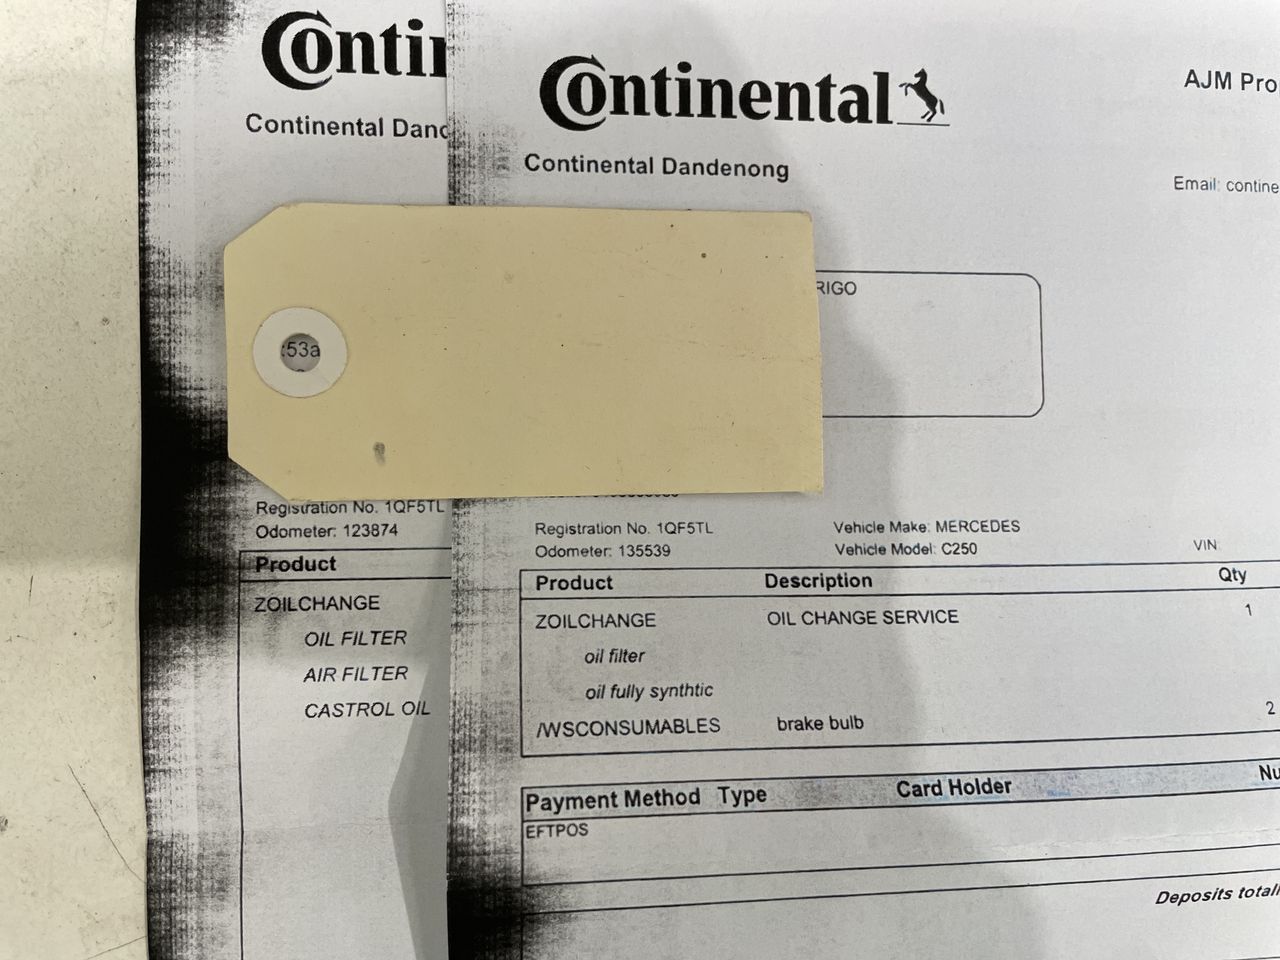 Contin
Continental Dand
:53a
Registration No. 1QF5TL
Odometer: 123874
Product
ZOILCHANGE
OIL FILTER
AIR FILTER
CASTROL OIL
Continental
Continental Dandenong
AJM Pro
Email: contine
RIGO
Registration No. 1QF5TL Vehicle Make: MERCEDES
Odometer: 135539 Vehicle Model: C250 VIN
Product Description Qty
ZOILCHANGE OIL CHANGE SERVICE 1
oil filter
oil fully synthtic
/WSCONSUMABLES brake bulb 2
Payment Method Type Card Holder Nu
EFTPOS
Deposits totali